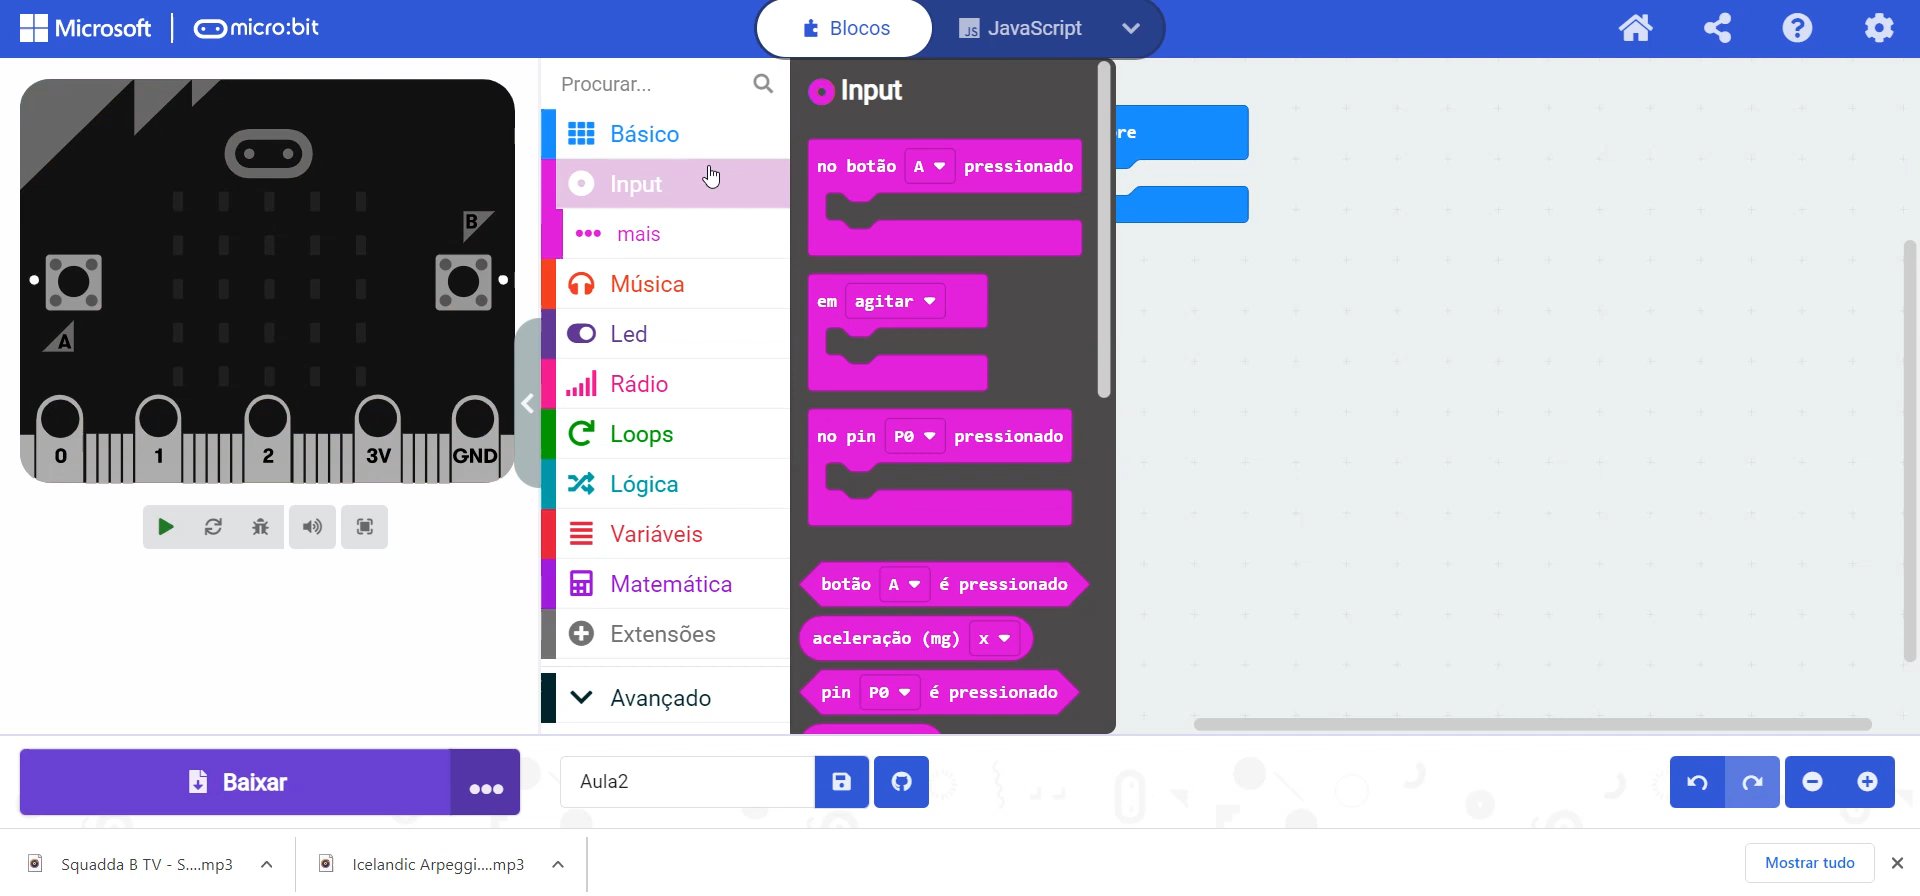 Microsoft
micro:bit
Blocos
JS JavaScript
Procurar...
Básico
Input
mais
Música
Led
Rádio
Loops
Lógica
Variáveis
Matemática
Extensões
Avançado
Input
no botão A pressionado
em agitar
no pin P0 pressionado
botão A é pressionado
aceleração (mg) x
pin P0 é pressionado
re
B
A
0 1 2 3V GND
Baixar
Aula2
Squadda B TV - S....mp3
Icelandic Arpeggi....mp3
Mostrar tudo